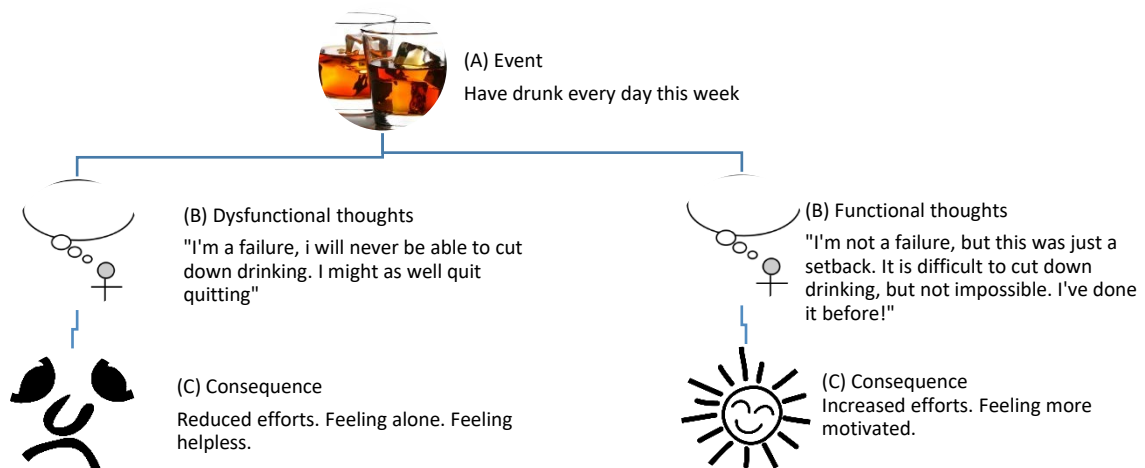 (A) Event
Have drunk every day this week
(B) Dysfunctional thoughts
"I'm a failure, i will never be able to cut
down drinking. I might as well quit
quitting"
(B) Functional thoughts
"I'm not a failure, but this was just a
setback. It is difficult to cut down
drinking, but not impossible. I've done
it before!"
(C) Consequence
Reduced efforts. Feeling alone. Feeling
helpless.
(C) Consequence
Increased efforts. Feeling more
motivated.